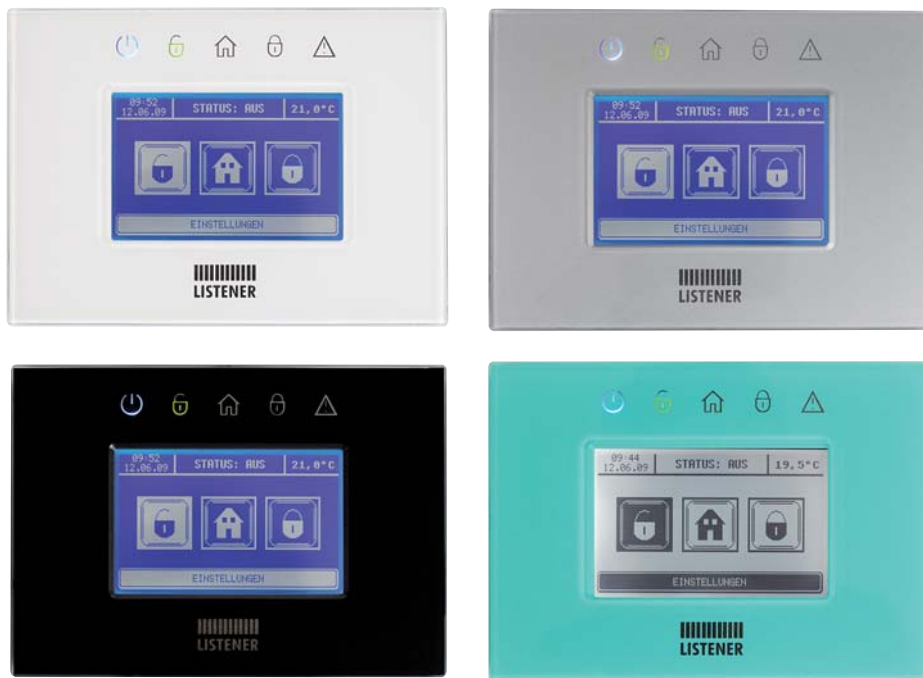 09:52
12.06.09
STATUS: AUS
21,0°C
EINSTELLUNGEN
LISTENER
09:52
12.06.09
STATUS: AUS
21,0°C
EINSTELLUNGEN
LISTENER
09:52
12.06.09
STATUS: AUS
21,0°C
EINSTELLUNGEN
LISTENER
09:44
12.06.09
STATUS: AUS
19,5°C
EINSTELLUNGEN
LISTENER